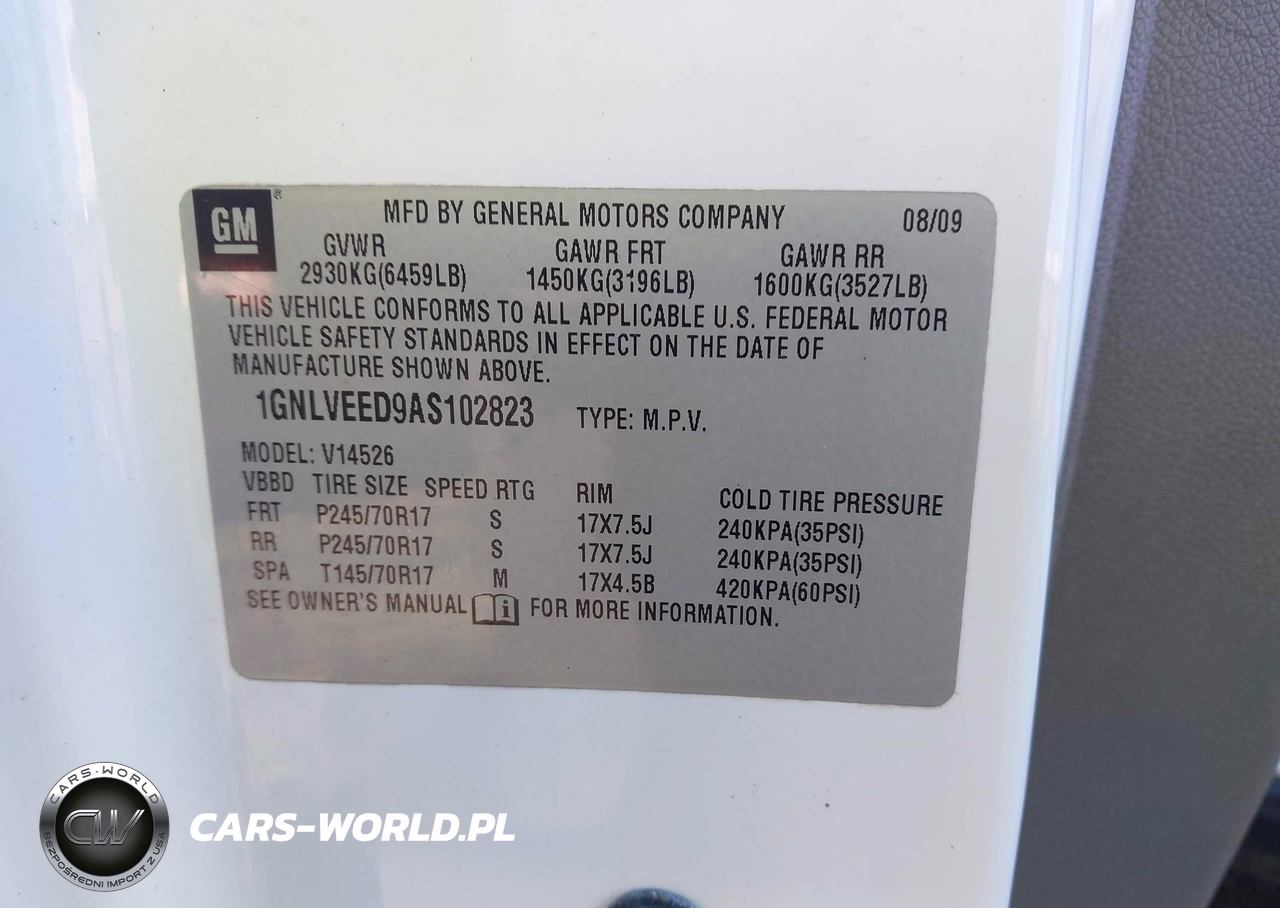 GM ®
MFD BY GENERAL MOTORS COMPANY 08/09
GVWR GAWR FRT GAWR RR
2930KG(6459LB) 1450KG(3196LB) 1600KG(3527LB)
THIS VEHICLE CONFORMS TO ALL APPLICABLE U.S. FEDERAL MOTOR
VEHICLE SAFETY STANDARDS IN EFFECT ON THE DATE OF
MANUFACTURE SHOWN ABOVE.
1GNLVEED9AS102823 TYPE: M.P.V.
MODEL: V14526
VBBD TIRE SIZE SPEED RTG RIM COLD TIRE PRESSURE
FRT P245/70R17 S 17X7.5J 240KPA(35PSI)
RR P245/70R17 S 17X7.5J 240KPA(35PSI)
SPA T145/70R17 M 17X4.5B 420KPA(60PSI)
SEE OWNER'S MANUAL i FOR MORE INFORMATION.
CARS-WORLD
CW
BEZPOŚREDNI IMPORT Z USA
CARS-WORLD.PL